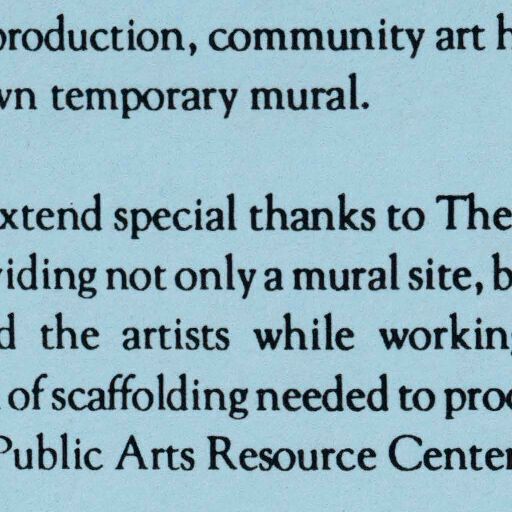 production, community art h
wn temporary mural.
xtend special thanks to The
viding not only a mural site, b
d the artists while working
of scaffolding needed to proc
Public Arts Resource Center